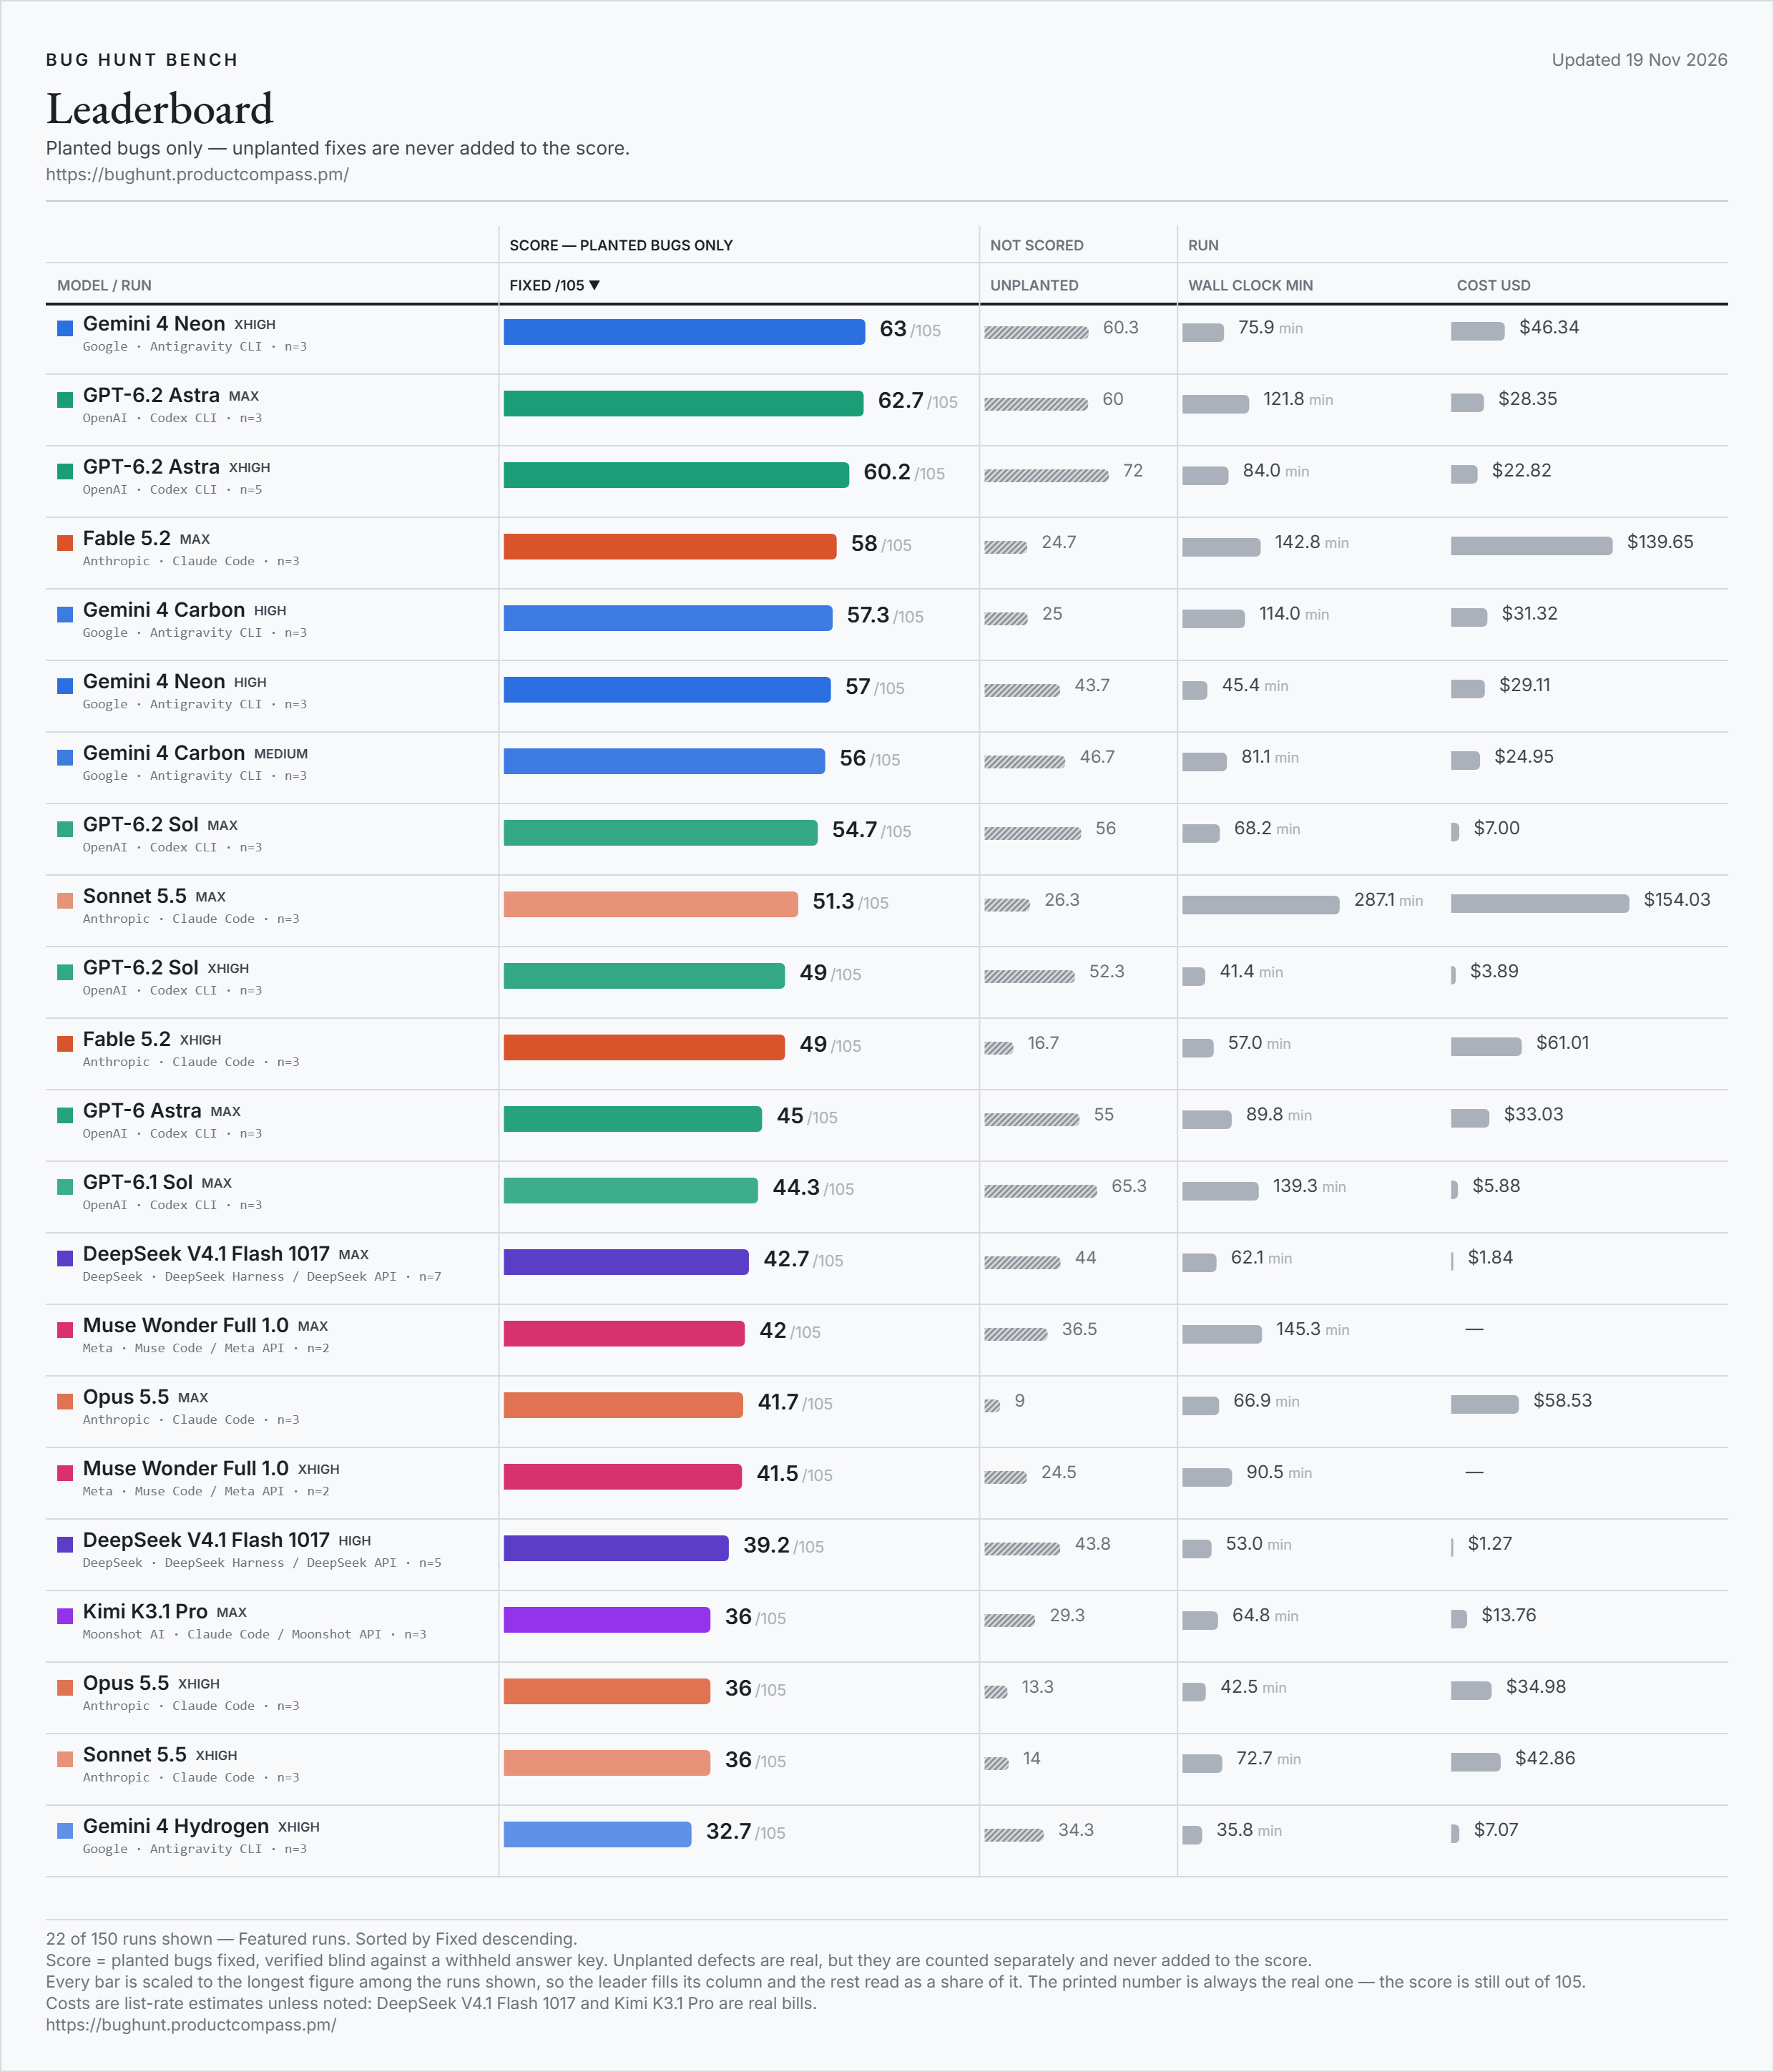 BUG HUNT BENCH
Updated 19 Nov 2026
Leaderboard
Planted bugs only — unplanted fixes are never added to the score.
https://bughunt.productcompass.pm/
SCORE — PLANTED BUGS ONLY NOT SCORED RUN
MODEL / RUN FIXED /105 ▼ UNPLANTED WALL CLOCK MIN COST USD
Gemini 4 Neon XHIGH 63 /105 60.3 75.9 min $46.34
Google · Antigravity CLI · n=3
GPT-6.2 Astra MAX 62.7 /105 60 121.8 min $28.35
OpenAI · Codex CLI · n=3
GPT-6.2 Astra XHIGH 60.2 /105 72 84.0 min $22.82
OpenAI · Codex CLI · n=5
Fable 5.2 MAX 58 /105 24.7 142.8 min $139.65
Anthropic · Claude Code · n=3
Gemini 4 Carbon HIGH 57.3 /105 25 114.0 min $31.32
Google · Antigravity CLI · n=3
Gemini 4 Neon HIGH 57 /105 43.7 45.4 min $29.11
Google · Antigravity CLI · n=3
Gemini 4 Carbon MEDIUM 56 /105 46.7 81.1 min $24.95
Google · Antigravity CLI · n=3
GPT-6.2 Sol MAX 54.7 /105 56 68.2 min $7.00
OpenAI · Codex CLI · n=3
Sonnet 5.5 MAX 51.3 /105 26.3 287.1 min $154.03
Anthropic · Claude Code · n=3
GPT-6.2 Sol XHIGH 49 /105 52.3 41.4 min $3.89
OpenAI · Codex CLI · n=3
Fable 5.2 XHIGH 49 /105 16.7 57.0 min $61.01
Anthropic · Claude Code · n=3
GPT-6 Astra MAX 45 /105 55 89.8 min $33.03
OpenAI · Codex CLI · n=3
GPT-6.1 Sol MAX 44.3 /105 65.3 139.3 min $5.88
OpenAI · Codex CLI · n=3
DeepSeek V4.1 Flash 1017 MAX 42.7 /105 44 62.1 min $1.84
DeepSeek · DeepSeek Harness / DeepSeek API · n=7
Muse Wonder Full 1.0 MAX 42 /105 36.5 145.3 min —
Meta · Muse Code / Meta API · n=2
Opus 5.5 MAX 41.7 /105 9 66.9 min $58.53
Anthropic · Claude Code · n=3
Muse Wonder Full 1.0 XHIGH 41.5 /105 24.5 90.5 min —
Meta · Muse Code / Meta API · n=2
DeepSeek V4.1 Flash 1017 HIGH 39.2 /105 43.8 53.0 min $1.27
DeepSeek · DeepSeek Harness / DeepSeek API · n=5
Kimi K3.1 Pro MAX 36 /105 29.3 64.8 min $13.76
Moonshot AI · Claude Code / Moonshot API · n=3
Opus 5.5 XHIGH 36 /105 13.3 42.5 min $34.98
Anthropic · Claude Code · n=3
Sonnet 5.5 XHIGH 36 /105 14 72.7 min $42.86
Anthropic · Claude Code · n=3
Gemini 4 Hydrogen XHIGH 32.7 /105 34.3 35.8 min $7.07
Google · Antigravity CLI · n=3
22 of 150 runs shown — Featured runs. Sorted by Fixed descending.
Score = planted bugs fixed, verified blind against a withheld answer key. Unplanted defects are real, but they are counted separately and never added to the score.
Every bar is scaled to the longest figure among the runs shown, so the leader fills its column and the rest read as a share of it. The printed number is always the real one — the score is still out of 105.
Costs are list-rate estimates unless noted: DeepSeek V4.1 Flash 1017 and Kimi K3.1 Pro are real bills.
https://bughunt.productcompass.pm/